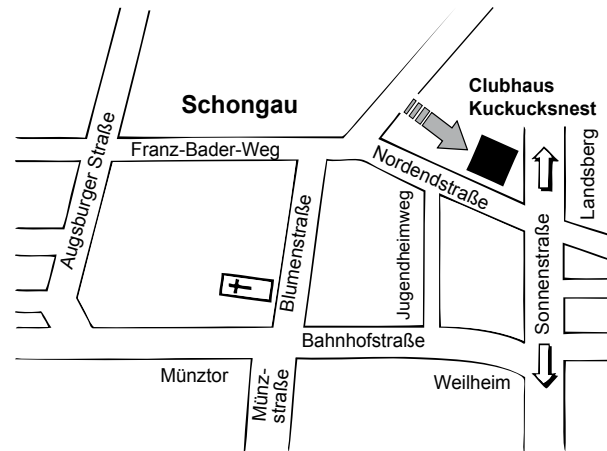 Clubhaus
Kuckucksnest
Schongau
Franz-Bader-Weg
Augsburger Straße
Nordendstraße
Landsberg
Blumenstraße
Jugendheimweg
Sonnenstraße
Bahnhofstraße
Münztor
Münz-
straße
Weilheim